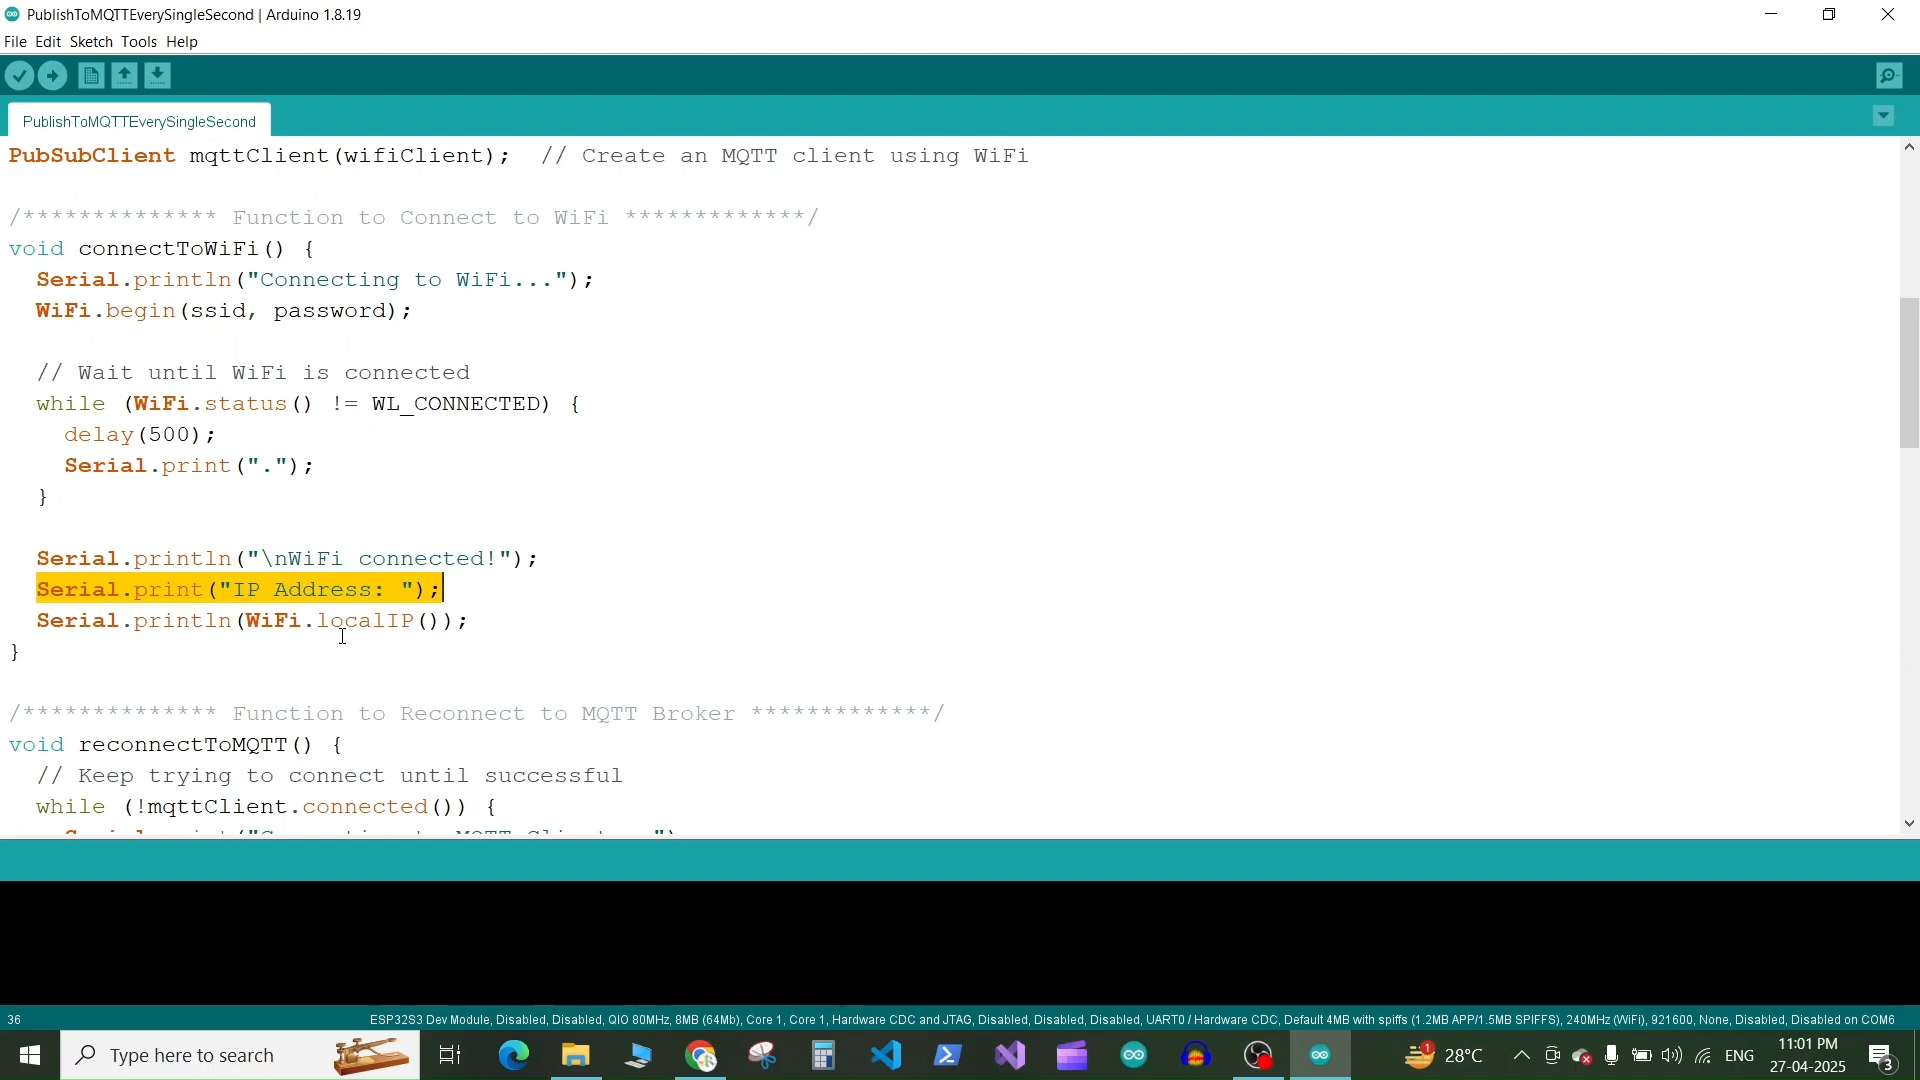 PublishToMQTTEverySingleSecond | Arduino 1.8.19
File Edit Sketch Tools Help
PublishToMQTTEverySingleSecond
PubSubClient mqttClient(wifiClient);  // Create an MQTT client using WiFi
/************** Function to Connect to WiFi *************/
void connectToWiFi() {
  Serial.println("Connecting to WiFi...");
  WiFi.begin(ssid, password);
  // Wait until WiFi is connected
  while (WiFi.status() != WL_CONNECTED) {
    delay(500);
    Serial.print(".");
  }
  Serial.println("\nWiFi connected!");
  Serial.print("IP Address: ");
  Serial.println(WiFi.localIP());
}
/************** Function to Reconnect to MQTT Broker *************/
void reconnectToMQTT() {
  // Keep trying to connect until successful
  while (!mqttClient.connected()) {
36
ESP32S3 Dev Module, Disabled, Disabled, QIO 80MHz, 8MB (64Mb), Core 1, Core 1, Hardware CDC and JTAG, Disabled, Disabled, Disabled, UART0 / Hardware CDC, Default 4MB with spiffs (1.2MB APP/1.5MB SPIFFS), 240MHz (WiFi), 921600, None, Disabled, Disabled on COM6
Type here to search
1
28°C
ENG
11:01 PM
27-04-2025
3